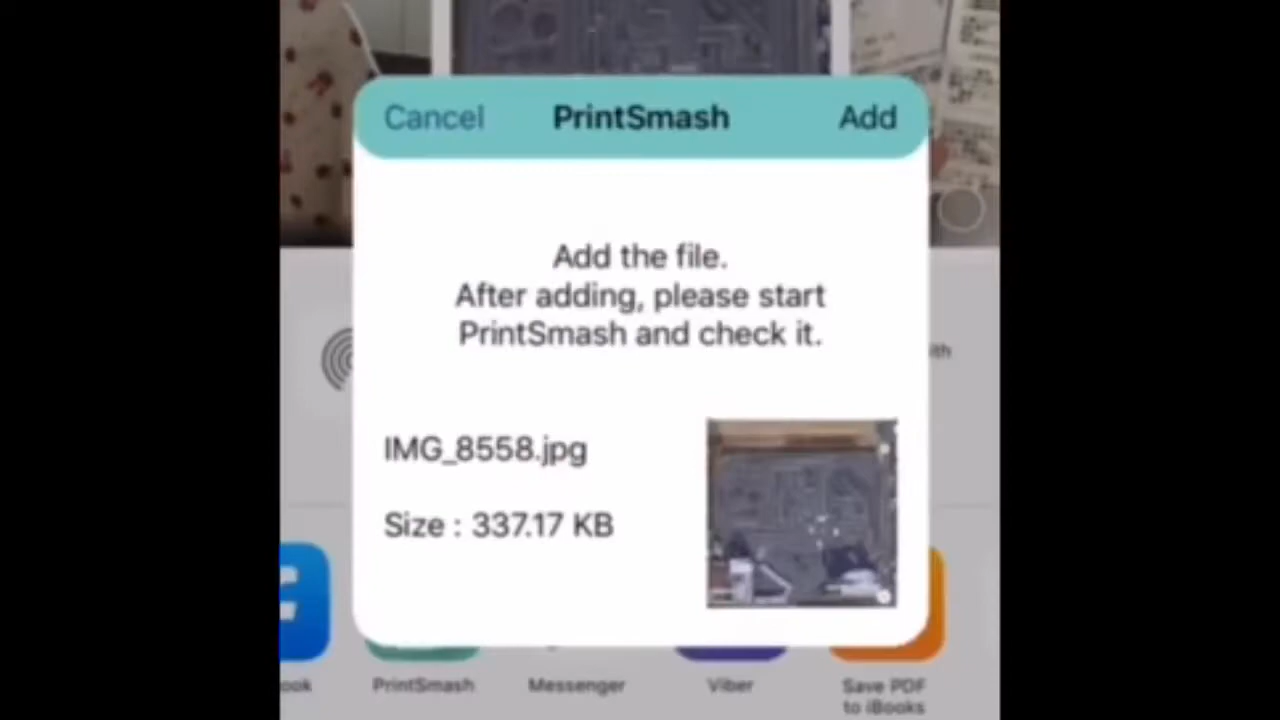 Cancel
PrintSmash
Add
Add the file.
After adding, please start
PrintSmash and check it.
IMG_8558.jpg
Size : 337.17 KB
ook
PrintSmash
Messenger
Viber
Save PDF
to iBooks